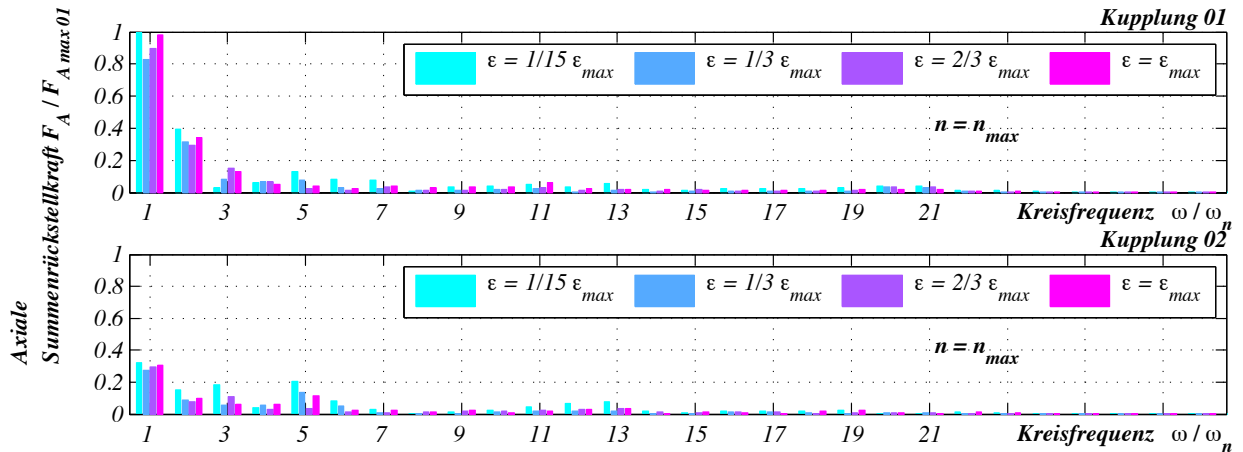 Kupplung 01
Axiale
Summenrückstellkraft F_A / F_A max 01
1
0.8
0.6
0.4
0.2
0
ε = 1/15 ε_max
ε = 1/3 ε_max
ε = 2/3 ε_max
ε = ε_max
n = n_max
1 3 5 7 9 11 13 15 17 19 21
Kreisfrequenz ω / ω_n
Kupplung 02
1
0.8
0.6
0.4
0.2
0
ε = 1/15 ε_max
ε = 1/3 ε_max
ε = 2/3 ε_max
ε = ε_max
n = n_max
1 3 5 7 9 11 13 15 17 19 21
Kreisfrequenz ω / ω_n